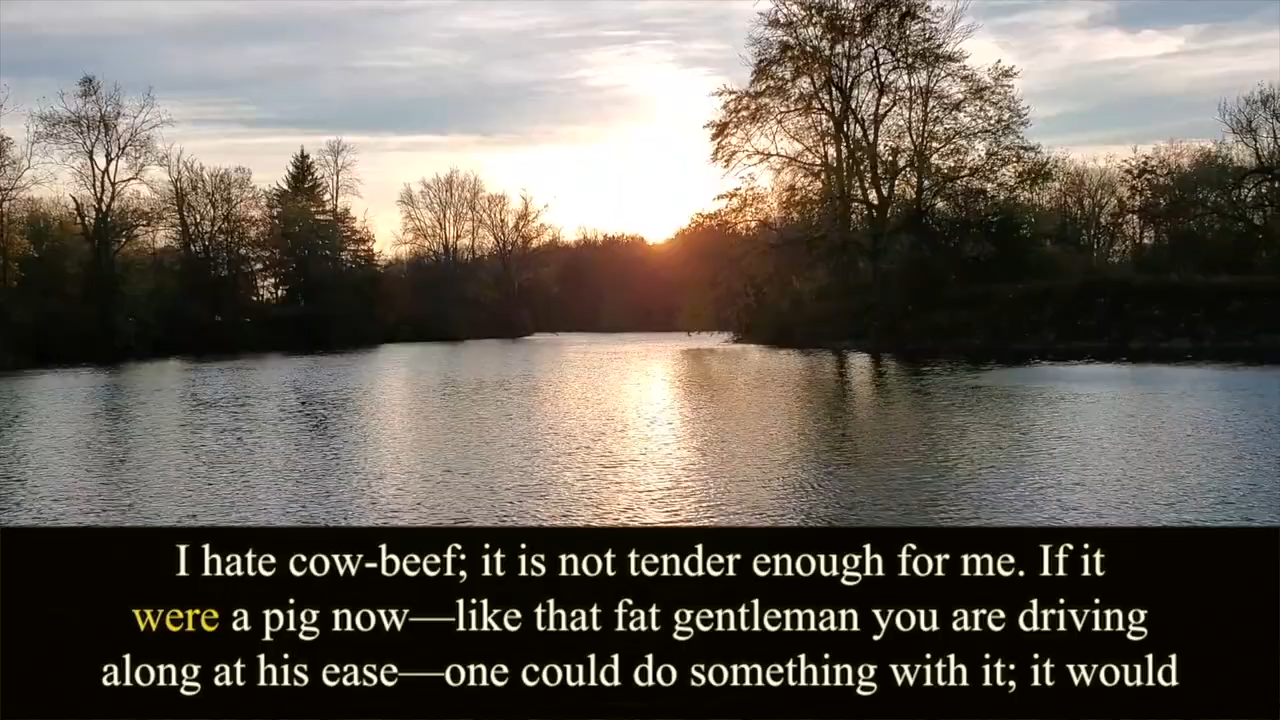 I hate cow-beef; it is not tender enough for me. If it
were a pig now—like that fat gentleman you are driving
along at his ease—one could do something with it; it would